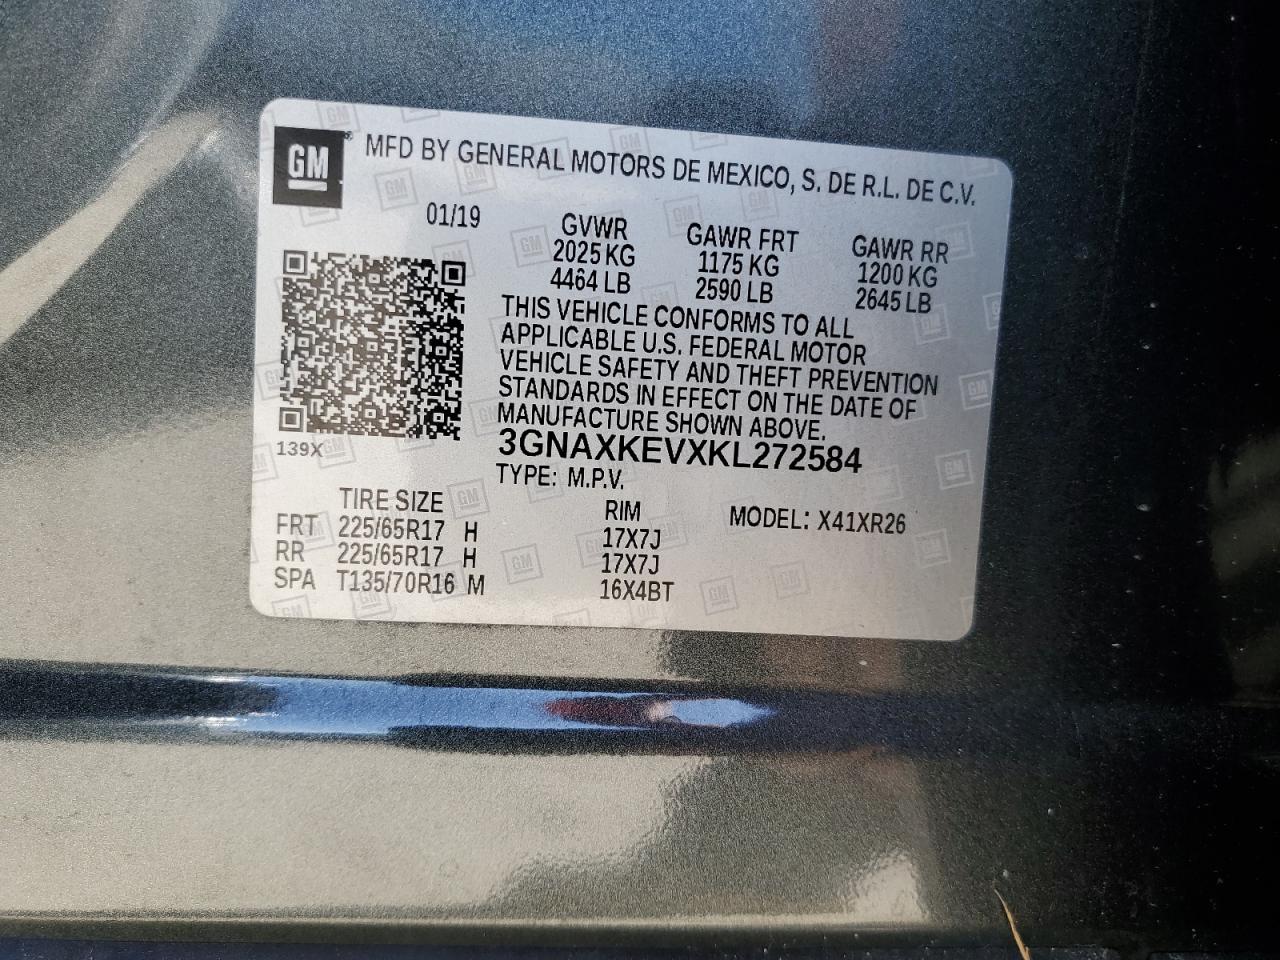 GM
MFD BY GENERAL MOTORS DE MEXICO, S. DE R.L. DE C.V.
01/19
GVWR GAWR FRT GAWR RR
2025 KG 1175 KG 1200 KG
4464 LB 2590 LB 2645 LB
THIS VEHICLE CONFORMS TO ALL
APPLICABLE U.S. FEDERAL MOTOR
VEHICLE SAFETY AND THEFT PREVENTION
STANDARDS IN EFFECT ON THE DATE OF
MANUFACTURE SHOWN ABOVE.
139X
3GNAXKEVXKL272584
TYPE: M.P.V.
TIRE SIZE RIM MODEL: X41XR26
FRT 225/65R17 H 17X7J
RR 225/65R17 H 17X7J
SPA T135/70R16 M 16X4BT